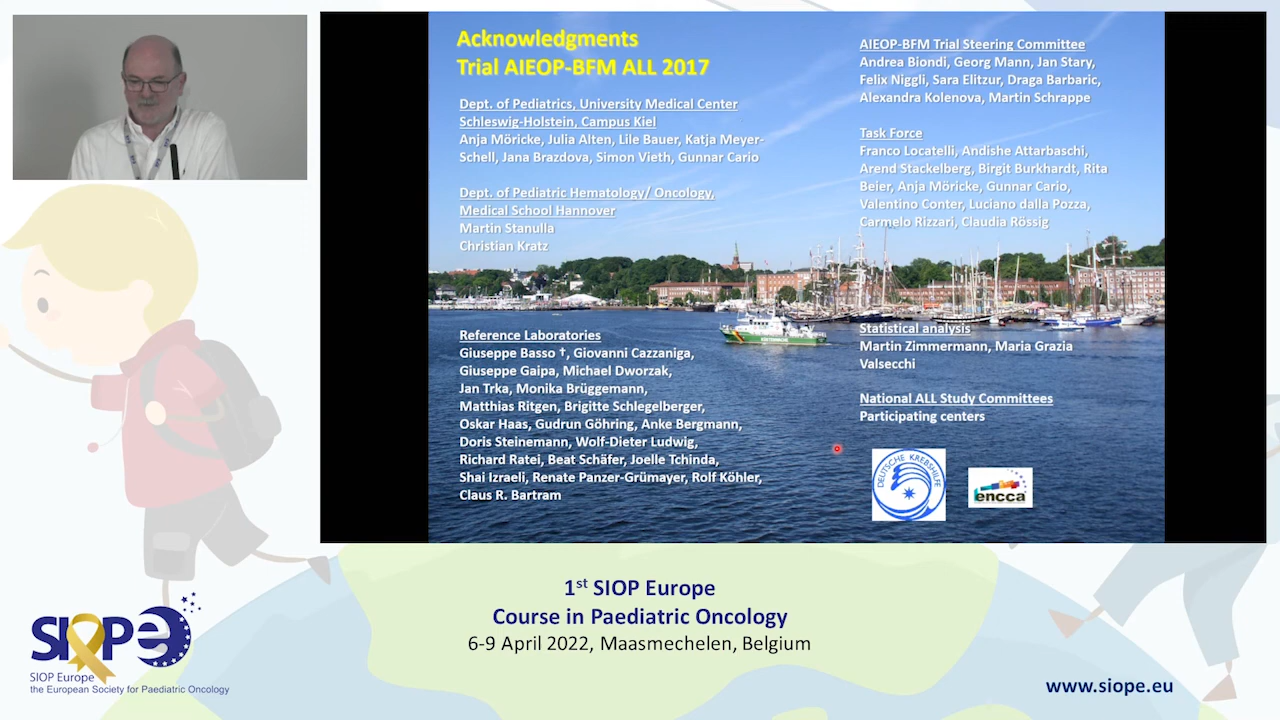 Acknowledgments
Trial AIEOP-BFM ALL 2017
Dept. of Pediatrics, University Medical Center
Schleswig-Holstein, Campus Kiel
Anja Möricke, Julia Alten, Lile Bauer, Katja Meyer-
Schell, Jana Brazdova, Simon Vieth, Gunnar Cario
Dept. of Pediatric Hematology/ Oncology,
Medical School Hannover
Martin Stanulla
Christian Kratz
Reference Laboratories
Giuseppe Basso †, Giovanni Cazzaniga,
Giuseppe Gaipa, Michael Dworzak,
Jan Trka, Monika Brüggemann,
Matthias Ritgen, Brigitte Schlegelberger,
Oskar Haas, Gudrun Göhring, Anke Bergmann,
Doris Steinemann, Wolf-Dieter Ludwig,
Richard Ratei, Beat Schäfer, Joelle Tchinda,
Shai Izraeli, Renate Panzer-Grümayer, Rolf Köhler,
Claus R. Bartram
AIEOP-BFM Trial Steering Committee
Andrea Biondi, Georg Mann, Jan Stary,
Felix Niggli, Sara Elitzur, Draga Barbaric,
Alexandra Kolenova, Martin Schrappe
Task Force
Franco Locatelli, Andishe Attarbaschi,
Arend Stackelberg, Birgit Burkhardt, Rita
Beier, Anja Möricke, Gunnar Cario,
Valentino Conter, Luciano dalla Pozza,
Carmelo Rizzari, Claudia Rössig
Statistical analysis
Martin Zimmermann, Maria Grazia
Valsecchi
National ALL Study Committees
Participating centers
DEUTSCHE KREBSHILFE
encca
1st SIOP Europe
Course in Paediatric Oncology
6-9 April 2022, Maasmechelen, Belgium
SIOPe
SIOP Europe
the European Society for Paediatric Oncology
www.siope.eu